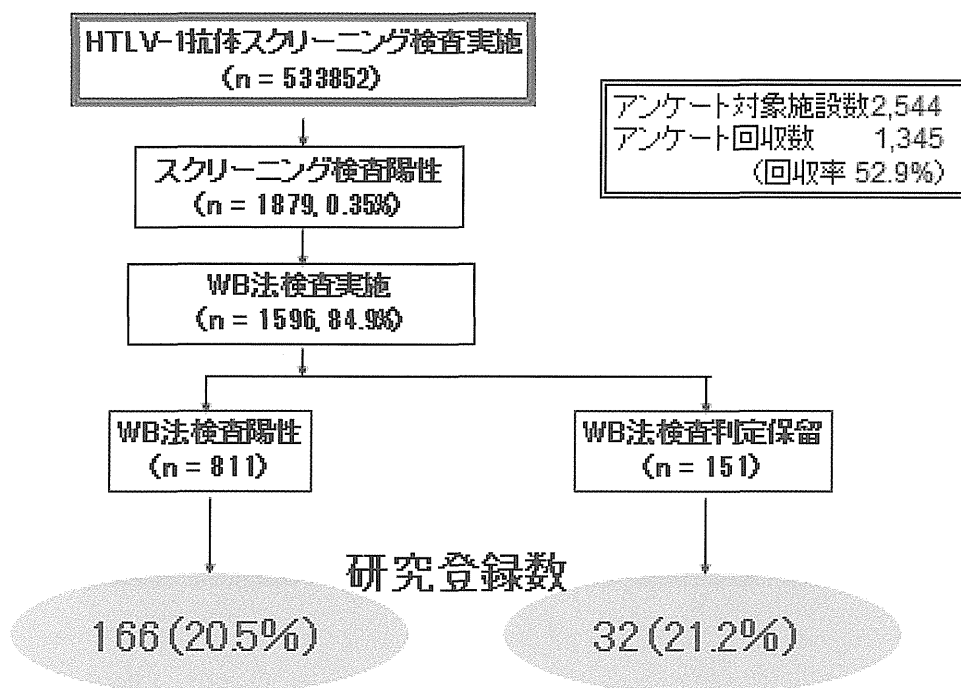 HTLV-1抗体スクリーニング検査実施
(n = 533852)
アンケート対象施設数2,544
アンケート回収数 1,345
(回収率 52.9%)
スクリーニング検査陽性
(n = 1879, 0.35%)
WB法検査実施
(n = 1596, 84.9%)
WB法検査陽性
(n = 811)
WB法検査判定保留
(n = 151)
研究登録数
166(20.5%)
32(21.2%)